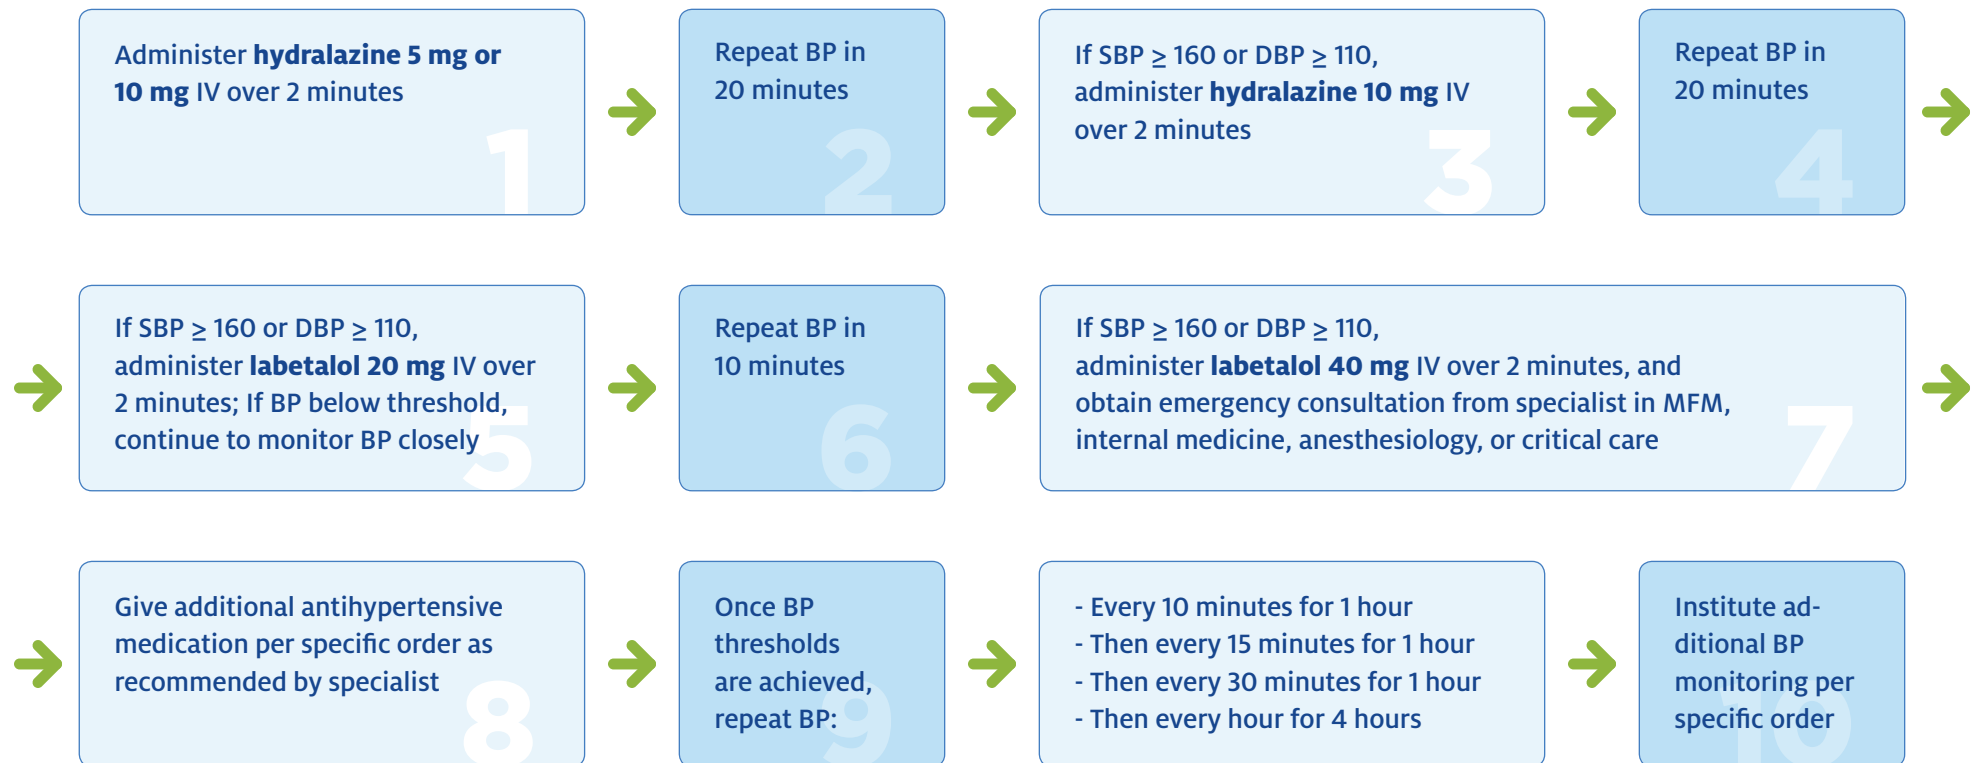 Administer hydralazine 5 mg or
10 mg IV over 2 minutes
1
Repeat BP in
20 minutes
2
If SBP ≥ 160 or DBP ≥ 110,
administer hydralazine 10 mg IV
over 2 minutes
3
Repeat BP in
20 minutes
4
If SBP ≥ 160 or DBP ≥ 110,
administer labetalol 20 mg IV over
2 minutes; If BP below threshold,
continue to monitor BP closely
5
Repeat BP in
10 minutes
6
If SBP ≥ 160 or DBP ≥ 110,
administer labetalol 40 mg IV over 2 minutes, and
obtain emergency consultation from specialist in MFM,
internal medicine, anesthesiology, or critical care
7
Give additional antihypertensive
medication per specific order as
recommended by specialist
8
Once BP
thresholds
are achieved,
repeat BP:
9
- Every 10 minutes for 1 hour
- Then every 15 minutes for 1 hour
- Then every 30 minutes for 1 hour
- Then every hour for 4 hours
Institute ad-
ditional BP
monitoring per
specific order
10